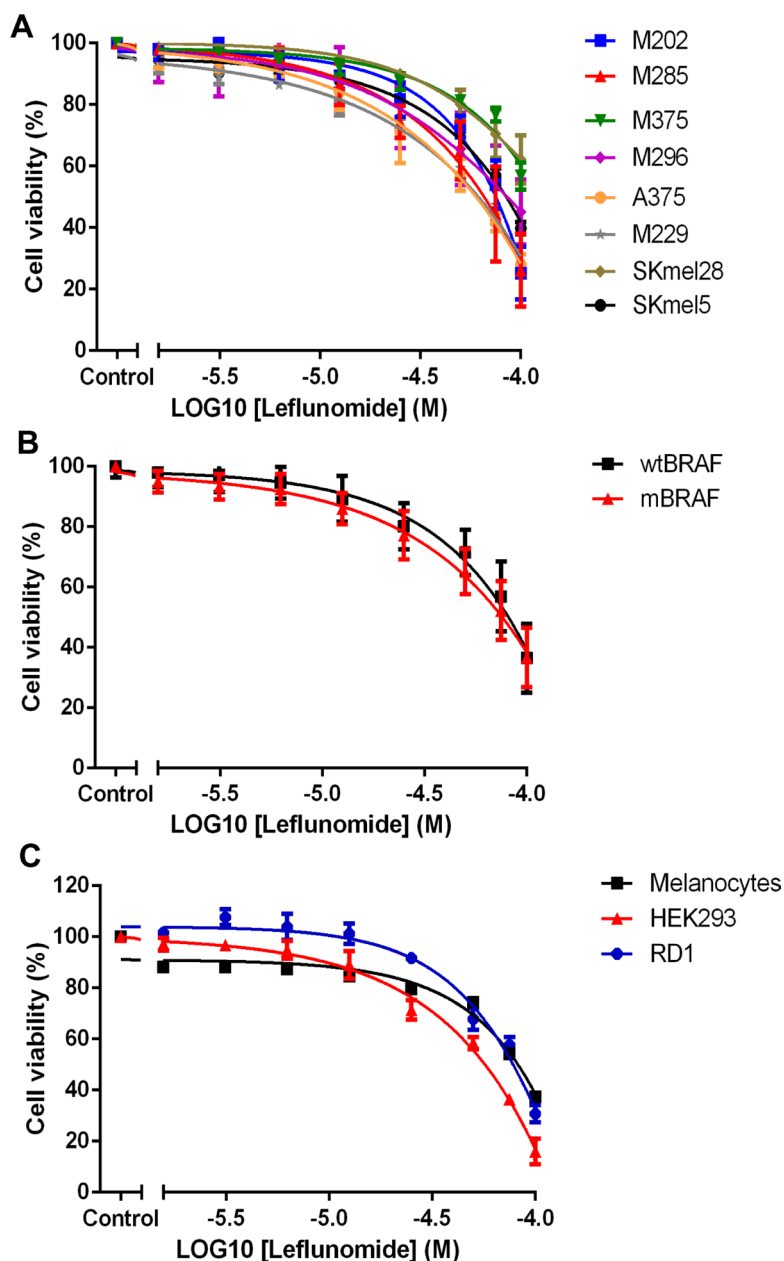 A
Cell viability (%)
100
80
60
40
20
0
Control
-5.5
-5.0
-4.5
-4.0
LOG10 [Leflunomide] (M)
M202
M285
M375
M296
A375
M229
SKmel28
SKmel5
B
Cell viability (%)
100
80
60
40
20
0
Control
-5.5
-5.0
-4.5
-4.0
LOG10 [Leflunomide] (M)
wtBRAF
mBRAF
C
Cell viability (%)
120
100
80
60
40
20
0
Control
-5.5
-5.0
-4.5
-4.0
LOG10 [Leflunomide] (M)
Melanocytes
HEK293
RD1